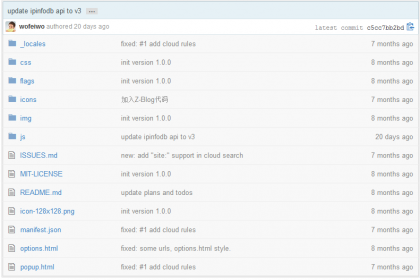 update ipinfodb api to v3 ...
wofeiwo authored 20 days ago latest commit c5cc7bb2bd
_locales fixed: #1 add cloud rules 7 months ago
css init version 1.0.0 8 months ago
flags init version 1.0.0 8 months ago
icons 加入Z-Blog代码 7 months ago
img init version 1.0.0 8 months ago
js update ipinfodb api to v3 20 days ago
ISSUES.md new: add "site:" support in cloud search 7 months ago
MIT-LICENSE init version 1.0.0 8 months ago
README.md update plans and todos 8 months ago
icon-128x128.png init version 1.0.0 8 months ago
manifest.json fixed: #1 add cloud rules 7 months ago
options.html fixed: some urls, options.html style. 8 months ago
popup.html fixed: #1 add cloud rules 7 months ago